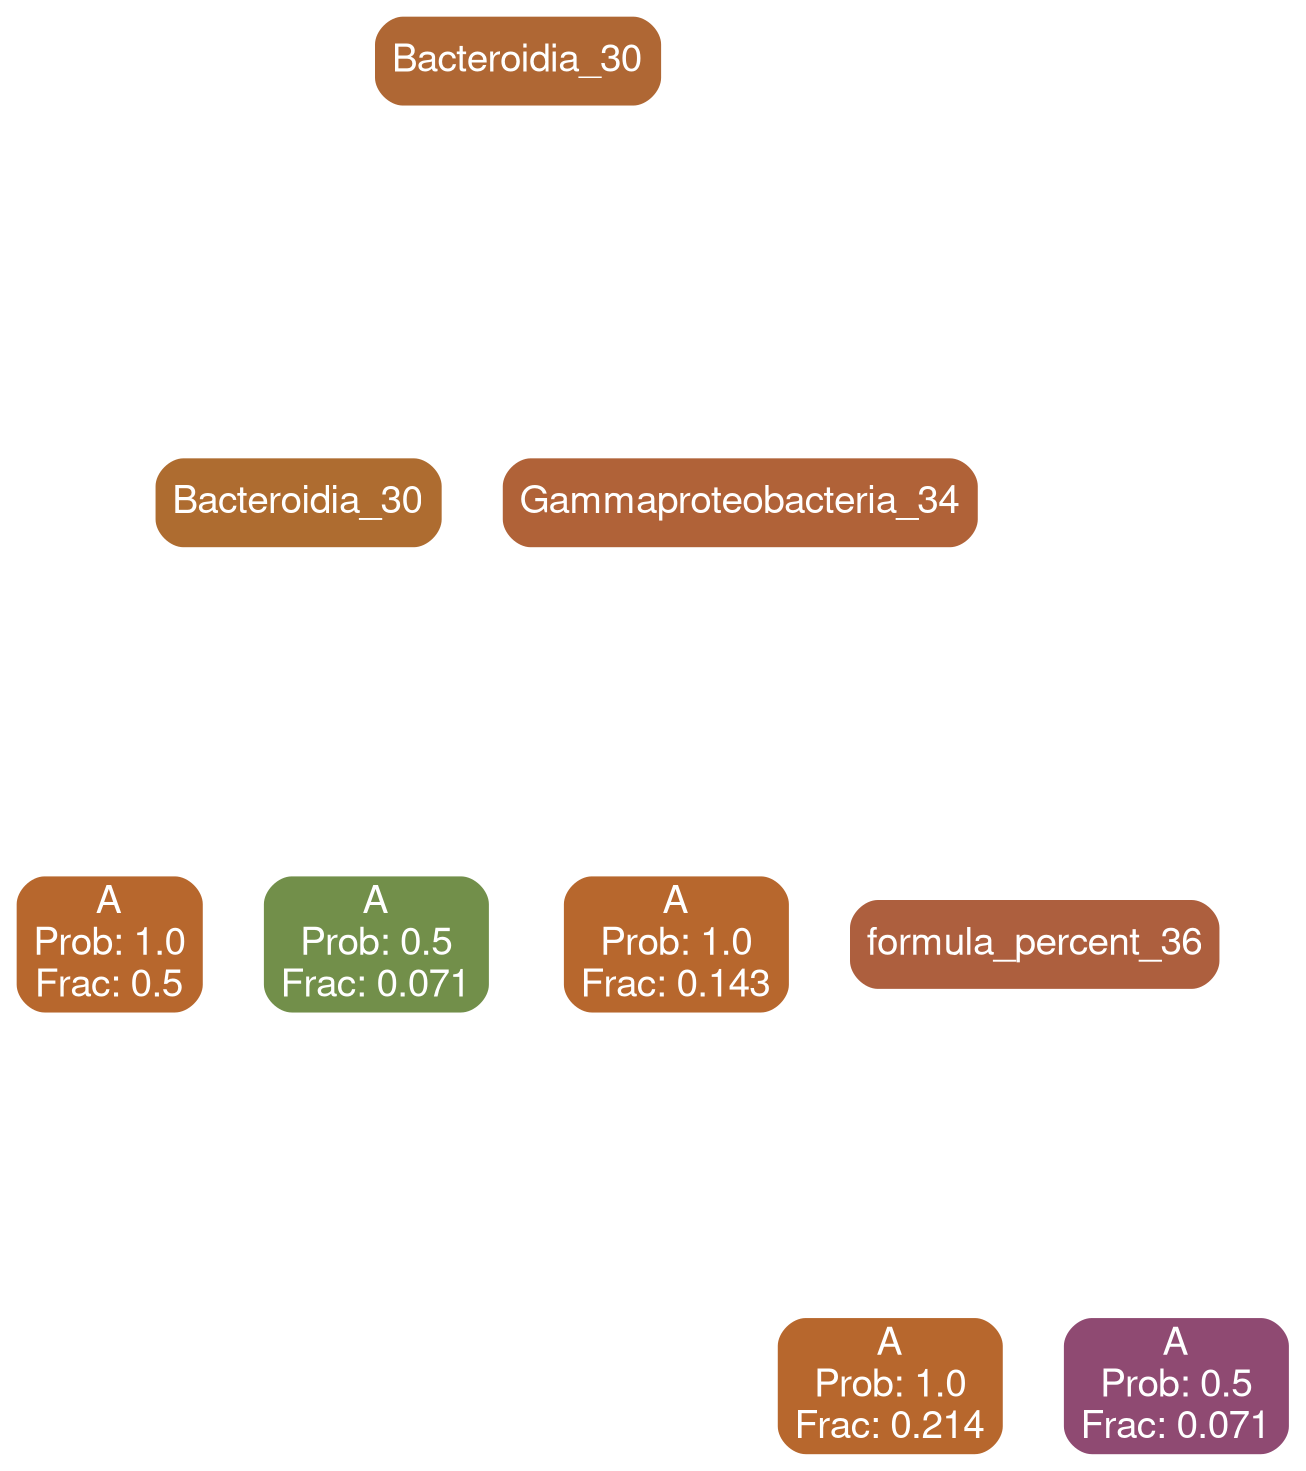 Bacteroidia_30
Bacteroidia_30
Gammaproteobacteria_34
A
Prob: 1.0
Frac: 0.5
A
Prob: 0.5
Frac: 0.071
A
Prob: 1.0
Frac: 0.143
formula_percent_36
A
Prob: 1.0
Frac: 0.214
A
Prob: 0.5
Frac: 0.071